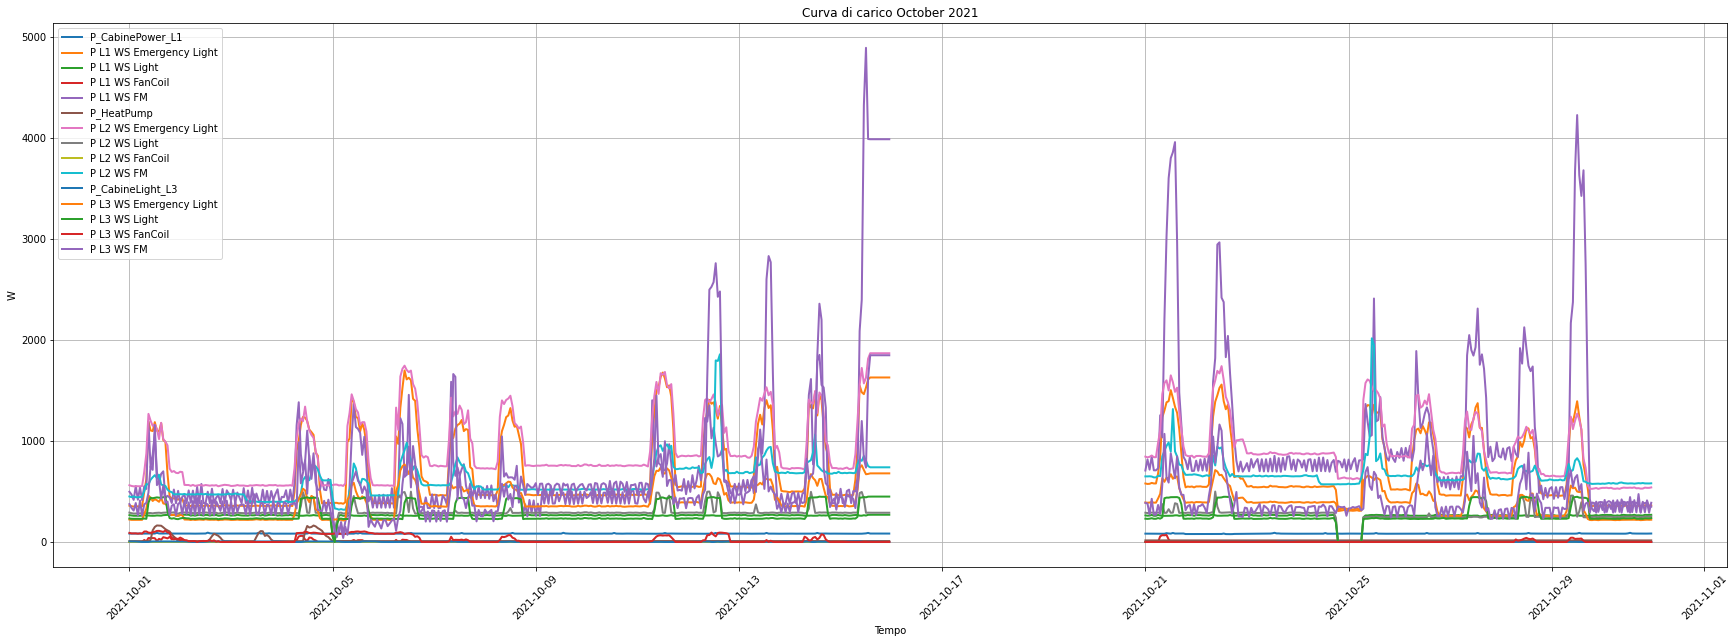 Curva di carico October 2021
5000
4000
3000
2000
1000
0
W
P_CabinePower_L1
P L1 WS Emergency Light
P L1 WS Light
P L1 WS FanCoil
P L1 WS FM
P_HeatPump
P L2 WS Emergency Light
P L2 WS Light
P L2 WS FanCoil
P L2 WS FM
P_CabineLight_L3
P L3 WS Emergency Light
P L3 WS Light
P L3 WS FanCoil
P L3 WS FM
2021-10-01
2021-10-05
2021-10-09
2021-10-13
2021-10-17
2021-10-21
2021-10-25
2021-10-29
2021-11-01
Tempo